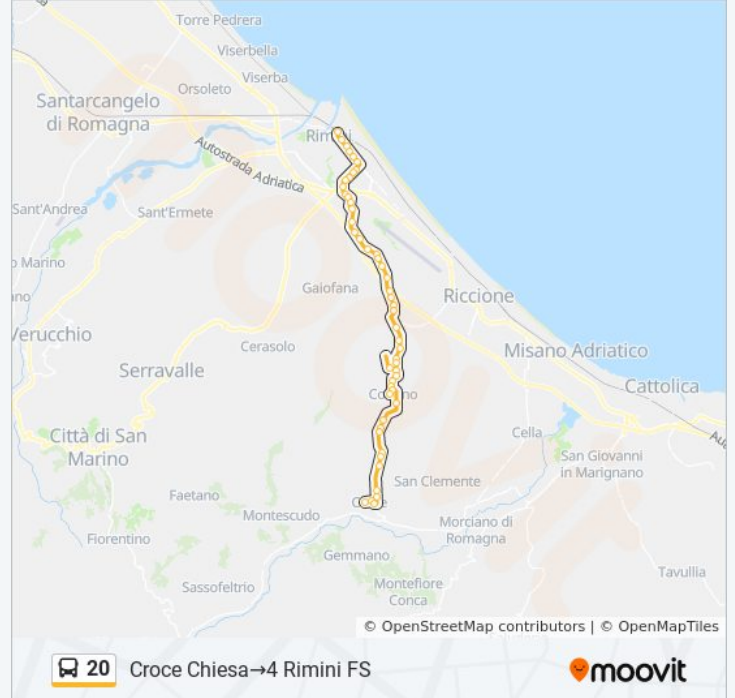 Torre Pedrera
Viserbella
Viserba
Orsoleto
Santarcangelo
di Romagna
Autostrada Adriatica
Sant'Andrea
Sant'Ermete
Marino
Gaiofana
Riccione
Verucchio
Cerasolo
Misano Adriatico
Serravalle
Cattolica
Città di San
Marino
Cella
San Giovanni
in Marignano
San Clemente
Faetano
Montescudo
Morciano di
Romagna
Fiorentino
Gemmano
Sassofeltrio
Montefiore
Conca
Tavullia
© OpenStreetMap contributors | © OpenMapTiles
20 Croce Chiesa→4 Rimini FS
moovit